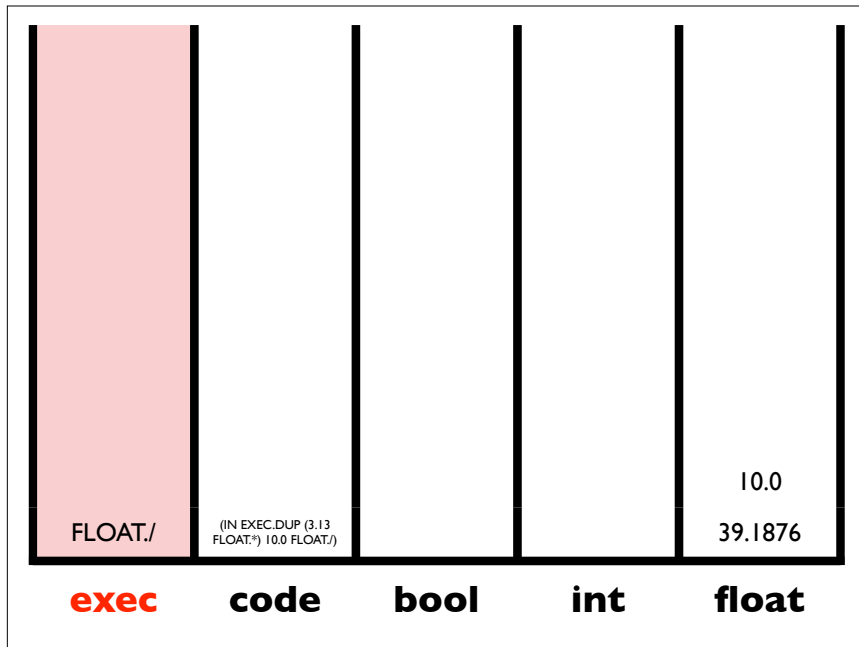 10.0
FLOAT./
(IN EXEC.DUP (3.13
FLOAT.*) 10.0 FLOAT./)
39.1876
exec
code
bool
int
float